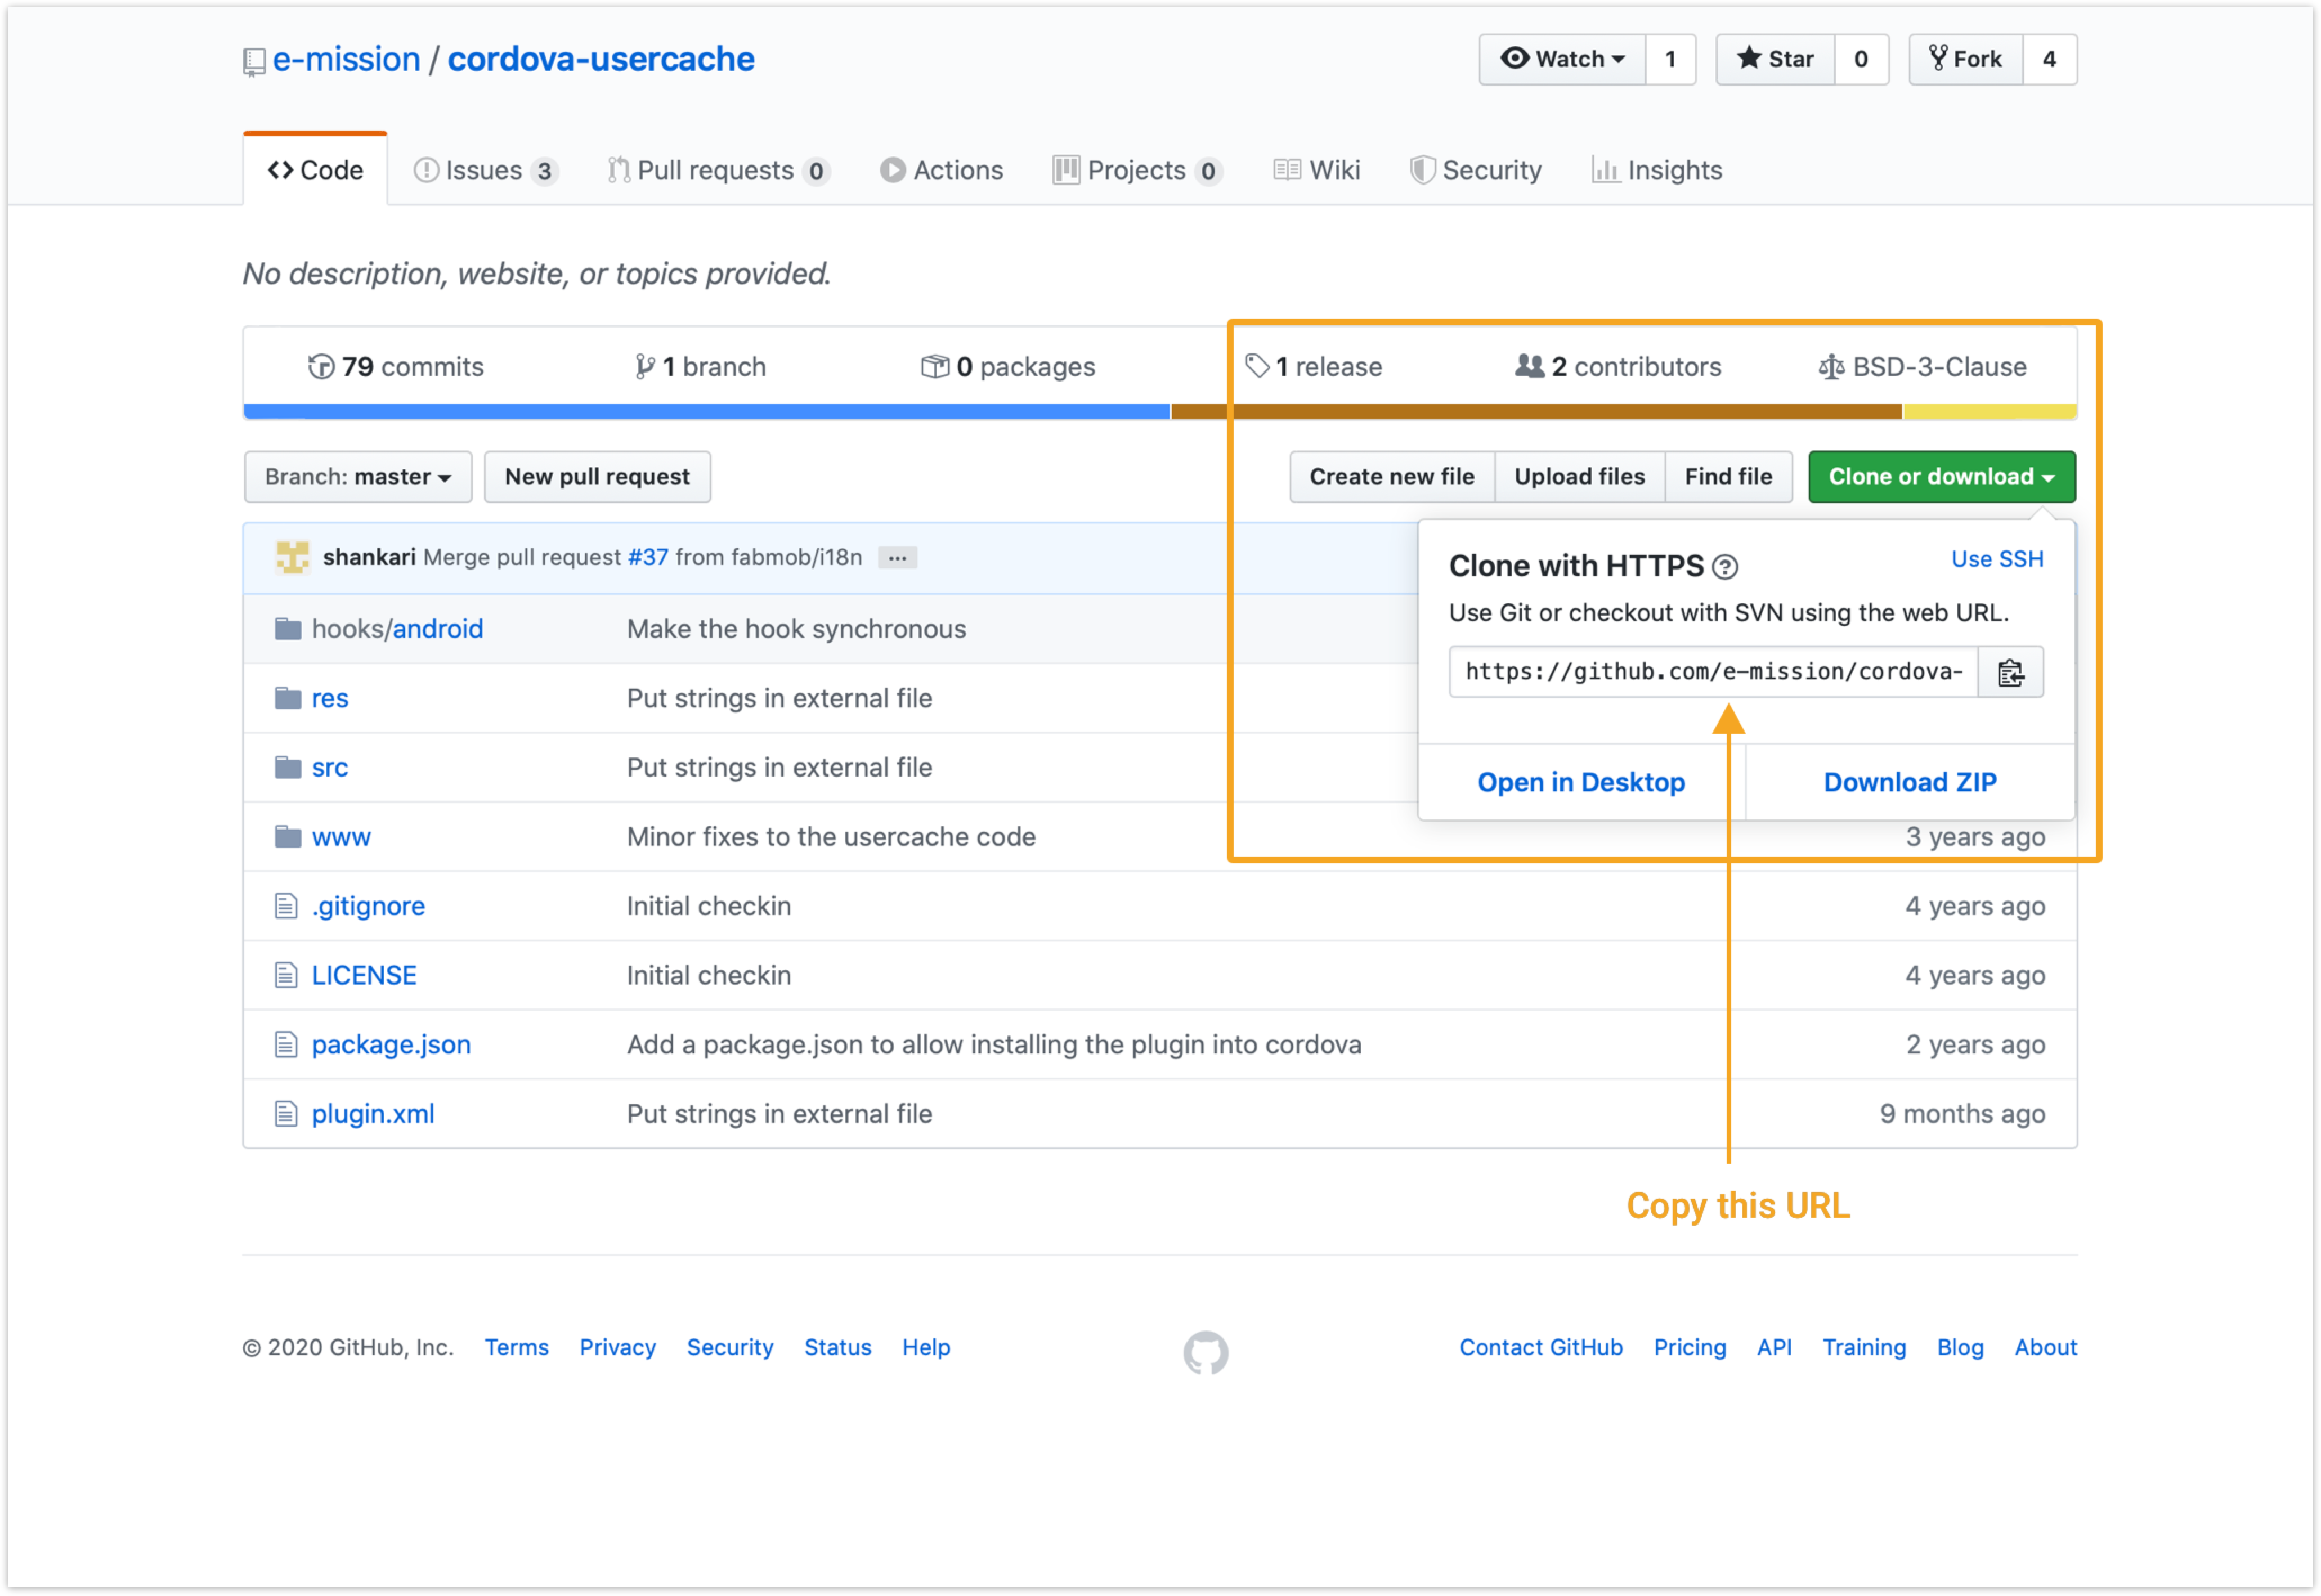 e-mission / cordova-usercache
Watch 1 Star 0 Fork 4
Code Issues 3 Pull requests 0 Actions Projects 0 Wiki Security Insights
No description, website, or topics provided.
79 commits 1 branch 0 packages 1 release 2 contributors BSD-3-Clause
Branch: master New pull request Create new file Upload files Find file Clone or download
shankari Merge pull request #37 from fabmob/i18n ...
Clone with HTTPS ? Use SSH
Use Git or checkout with SVN using the web URL.
https://github.com/e-mission/cordova-
Open in Desktop Download ZIP
hooks/android Make the hook synchronous
res Put strings in external file
src Put strings in external file
www Minor fixes to the usercache code 3 years ago
.gitignore Initial checkin 4 years ago
LICENSE Initial checkin 4 years ago
package.json Add a package.json to allow installing the plugin into cordova 2 years ago
plugin.xml Put strings in external file 9 months ago
Copy this URL
© 2020 GitHub, Inc. Terms Privacy Security Status Help Contact GitHub Pricing API Training Blog About